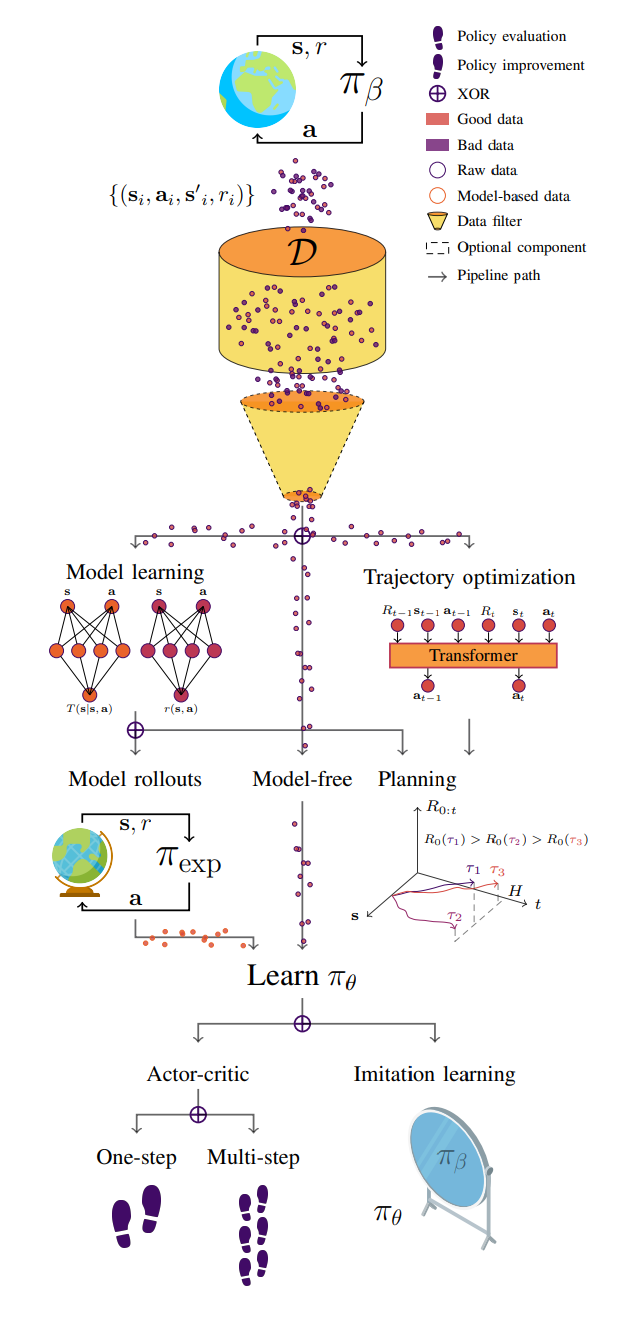 s, r
π_β
a
Policy evaluation
Policy improvement
XOR
Good data
Bad data
Raw data
Model-based data
Data filter
Optional component
Pipeline path
{(s_i, a_i, s'_i, r_i)}
D
Model learning
s a s a
T(s|s, a) r(s, a)
Trajectory optimization
R_{t−1} s_{t−1} a_{t−1} R_t s_t a_t
Transformer
a_{t−1} a_t
Model rollouts Model-free Planning
s, r
π_exp
a
R_{0:t}
R_0(τ_1) > R_0(τ_2) > R_0(τ_3)
τ_1 τ_3
H
t
s
τ_2
Learn π_θ
Actor-critic Imitation learning
One-step Multi-step
π_β
π_θ